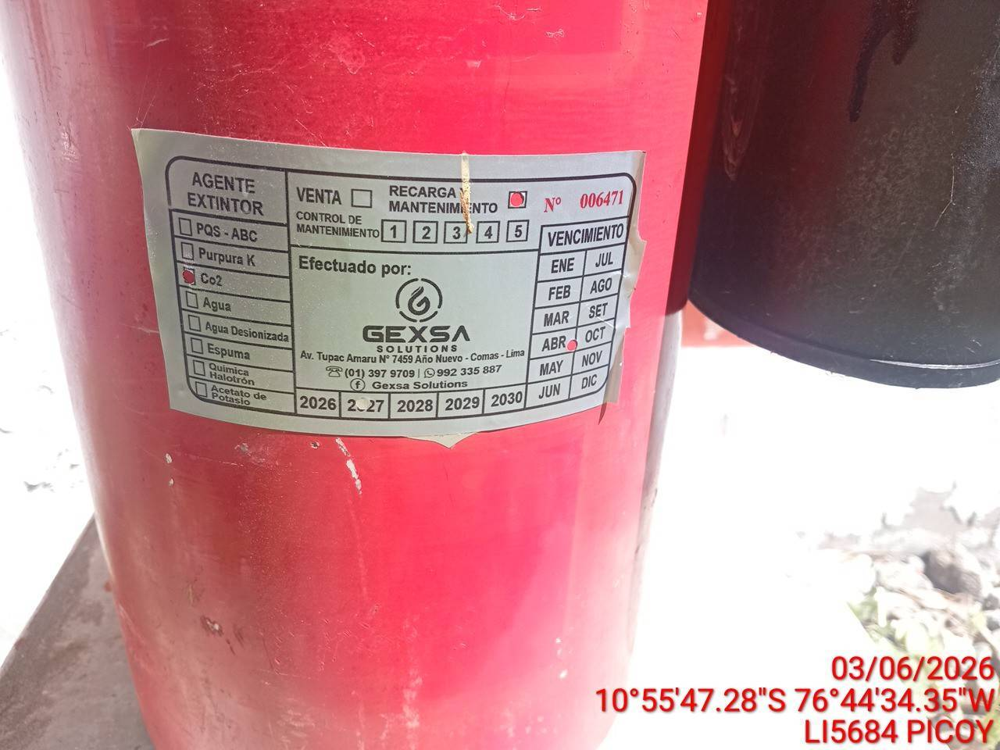 AGENTE
EXTINTOR
PQS - ABC
Purpura K
Co2
Agua
Agua Desionizada
Espuma
Quimica
Halotrón
Acetato de
Potasio
VENTA
RECARGA Y
MANTENIMIENTO
Nº 006471
CONTROL DE
MANTENIMIENTO 1 2 3 4 5
Efectuado por:
GEXSA
SOLUTIONS
Av. Tupac Amaru Nº 7459 Año Nuevo - Comas - Lima
(01) 397 9709 | 992 335 887
Gexsa Solutions
2026 2027 2028 2029 2030
VENCIMIENTO
ENE JUL
FEB AGO
MAR SET
ABR OCT
MAY NOV
JUN DIC
03/06/2026
10°55'47.28"S 76°44'34.35"W
LI5684 PICOY